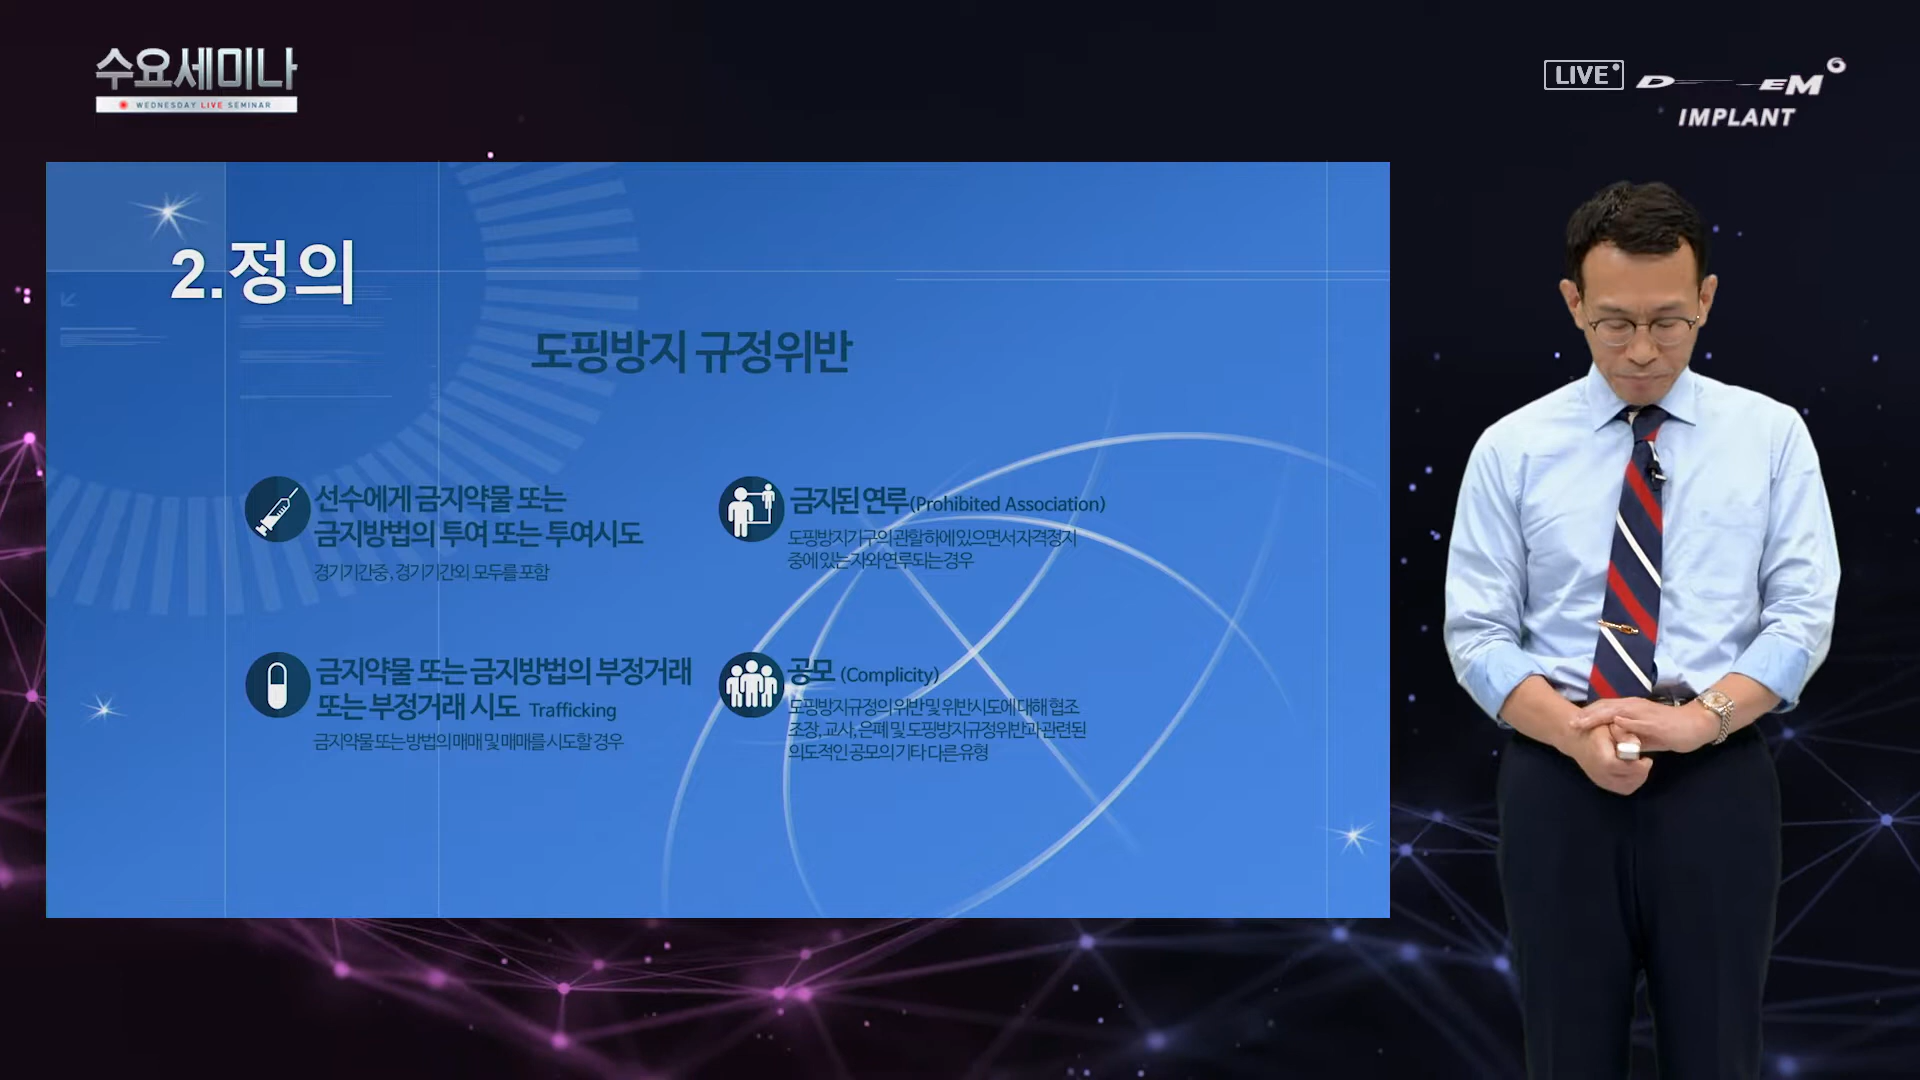 수요세미나
WEDNESDAY LIVE SEMINAR
LIVE
IMPLANT
2.정의
도핑방지 규정위반
선수에게 금지약물 또는
금지방법의 투여 또는 투여시도
경기기간중, 경기기간외 모두를 포함
금지된 연루(Prohibited Association)
도핑방지기구의 관할하에 있으면서 자격정지
중에 있는 자와 연루되는 경우
금지약물 또는 금지방법의 부정거래
또는 부정거래 시도 Trafficking
금지약물 또는 방법의 매매 및 매매를 시도할 경우
공모 (Complicity)
도핑방지규정의 위반 및 위반시도에 대해 협조
조장, 교사, 은폐 및 도핑방지규정위반과 관련된
의도적인 공모의 기타 다른 유형